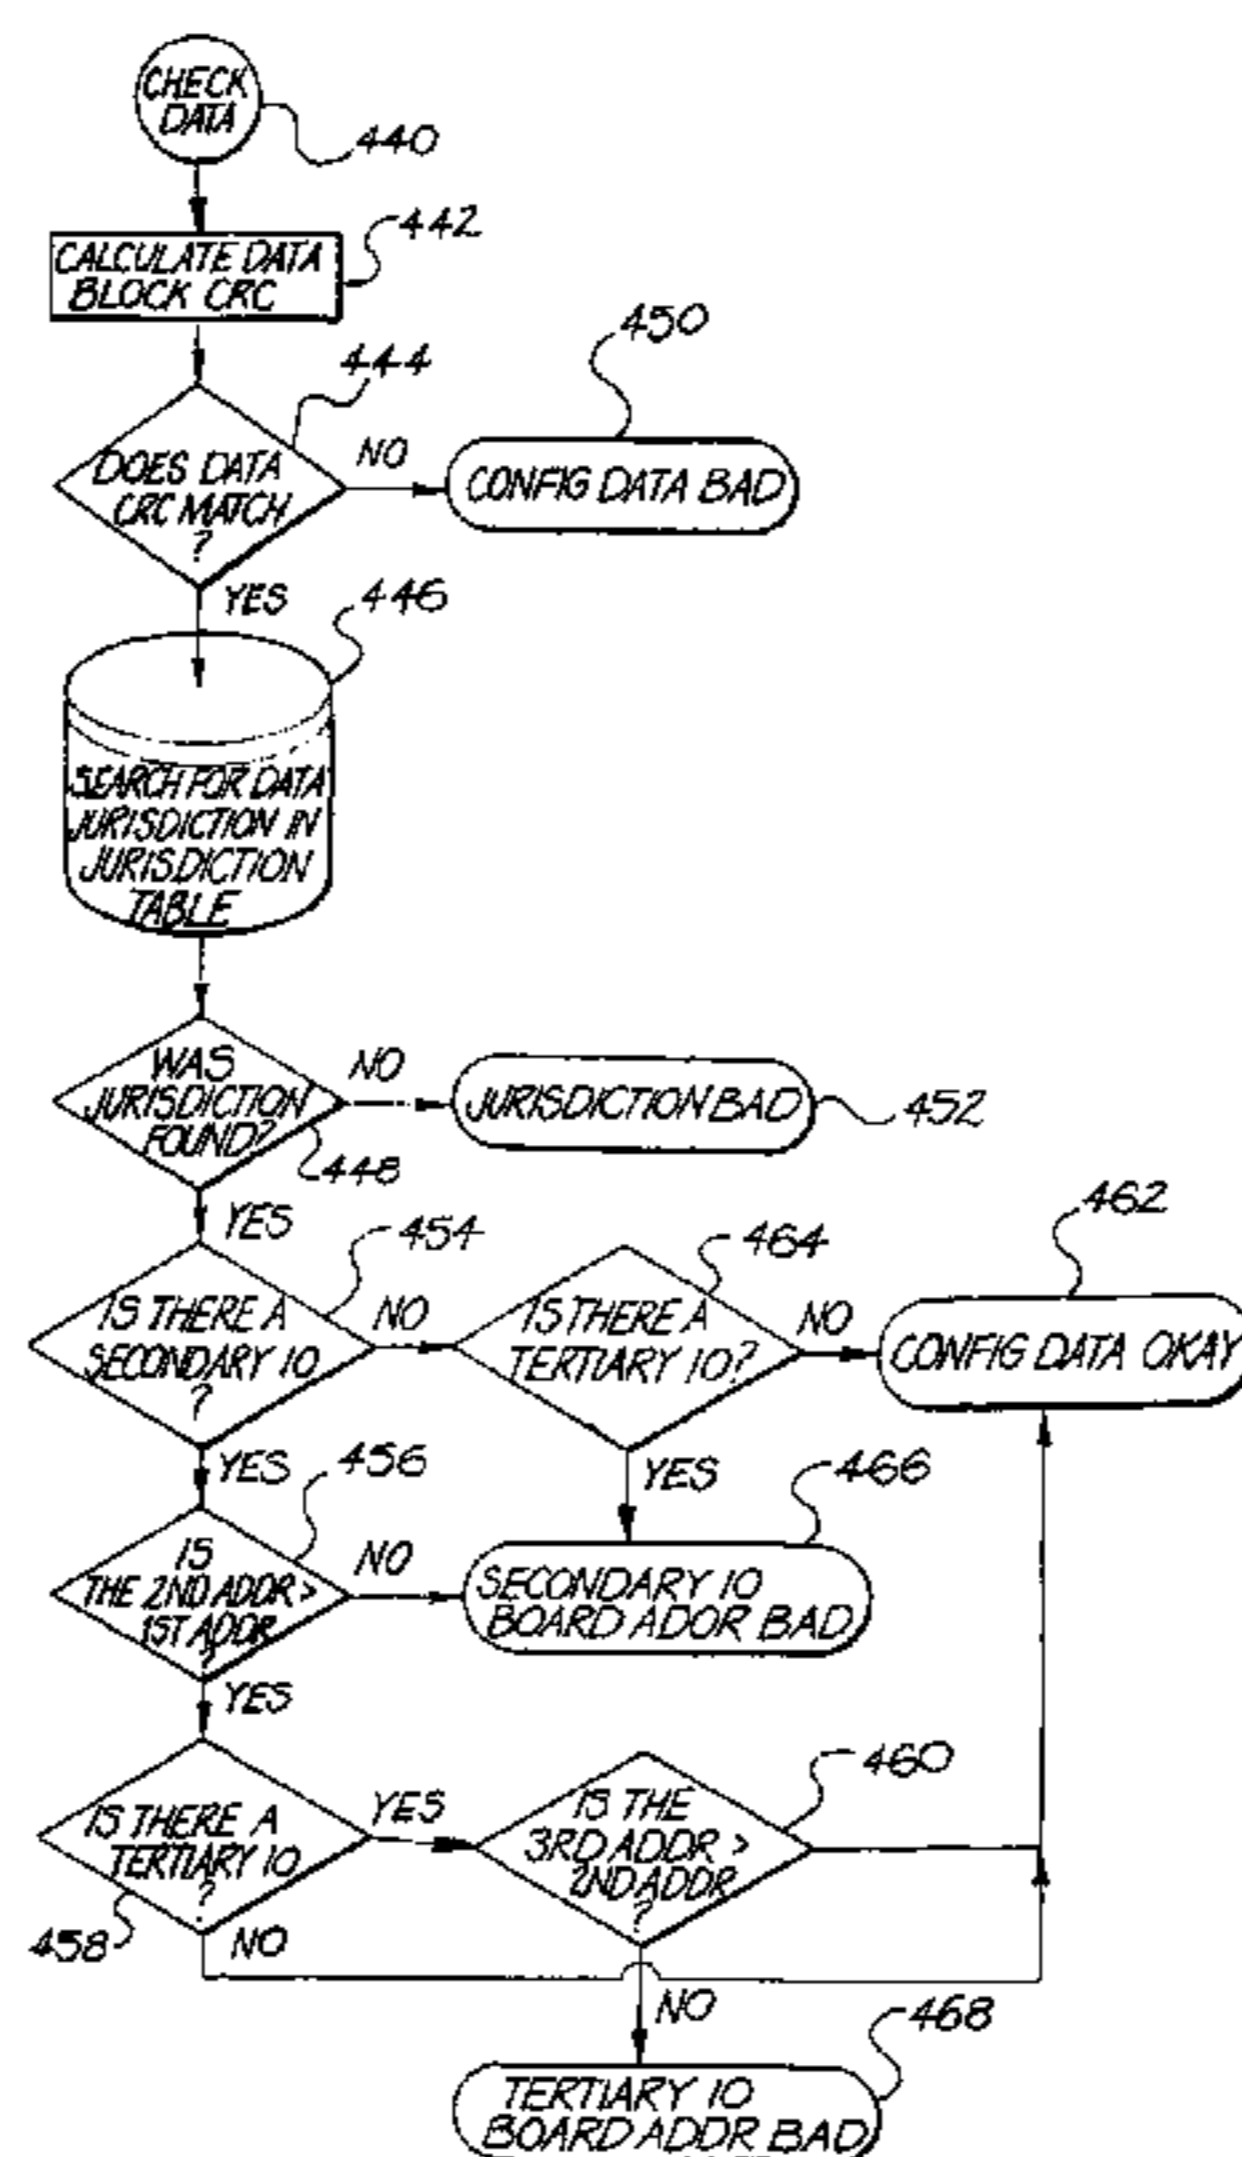 CHECK
DATA
440
442
CALCULATE DATA
BLOCK CRC
450
444
DOES DATA
CRC MATCH
?
NO
CONFIG DATA BAD
YES
446
SEARCH FOR DATA
JURISDICTION IN
JURISDICTION
TABLE
WAS
JURISDICTION
FOUND?
NO
JURISDICTION BAD
452
448
YES
454
464
462
IS THERE A
SECONDARY IO
?
NO
IS THERE A
TERTIARY IO?
NO
CONFIG DATA OKAY
YES
456
YES
466
IS
THE 2ND ADDR >
1ST ADDR
?
NO
SECONDARY IO
BOARD ADOR BAD
YES
460
IS THERE A
TERTIARY IO
?
YES
IS THE
3RD ADDR >
2ND ADDR
?
458
NO
NO
468
TERTIARY IO
BOARD ADDR BAD